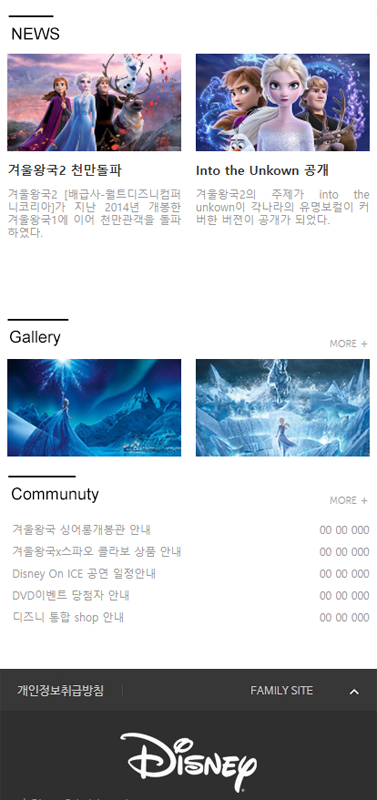 NEWS
겨울왕국2 천만돌파
겨울왕국2 [배급사-월트디즈니컴퍼
니코리아]가 지난 2014년 개봉한
겨울왕국1에 이어 천만관객을 돌파
하였다.
Into the Unkown 공개
겨울왕국2의 주제가 into the
unkown이 각나라의 유명보컬이 커
버한 버젼이 공개가 되었다.
Gallery
MORE +
Communuty
MORE +
겨울왕국 싱어롱개봉관 안내 00 00 000
겨울왕국x스파오 콜라보 상품 안내 00 00 000
Disney On ICE 공연 일정안내 00 00 000
DVD이벤트 당첨자 안내 00 00 000
디즈니 통합 shop 안내 00 00 000
개인정보취급방침
FAMILY SITE
DISNEY